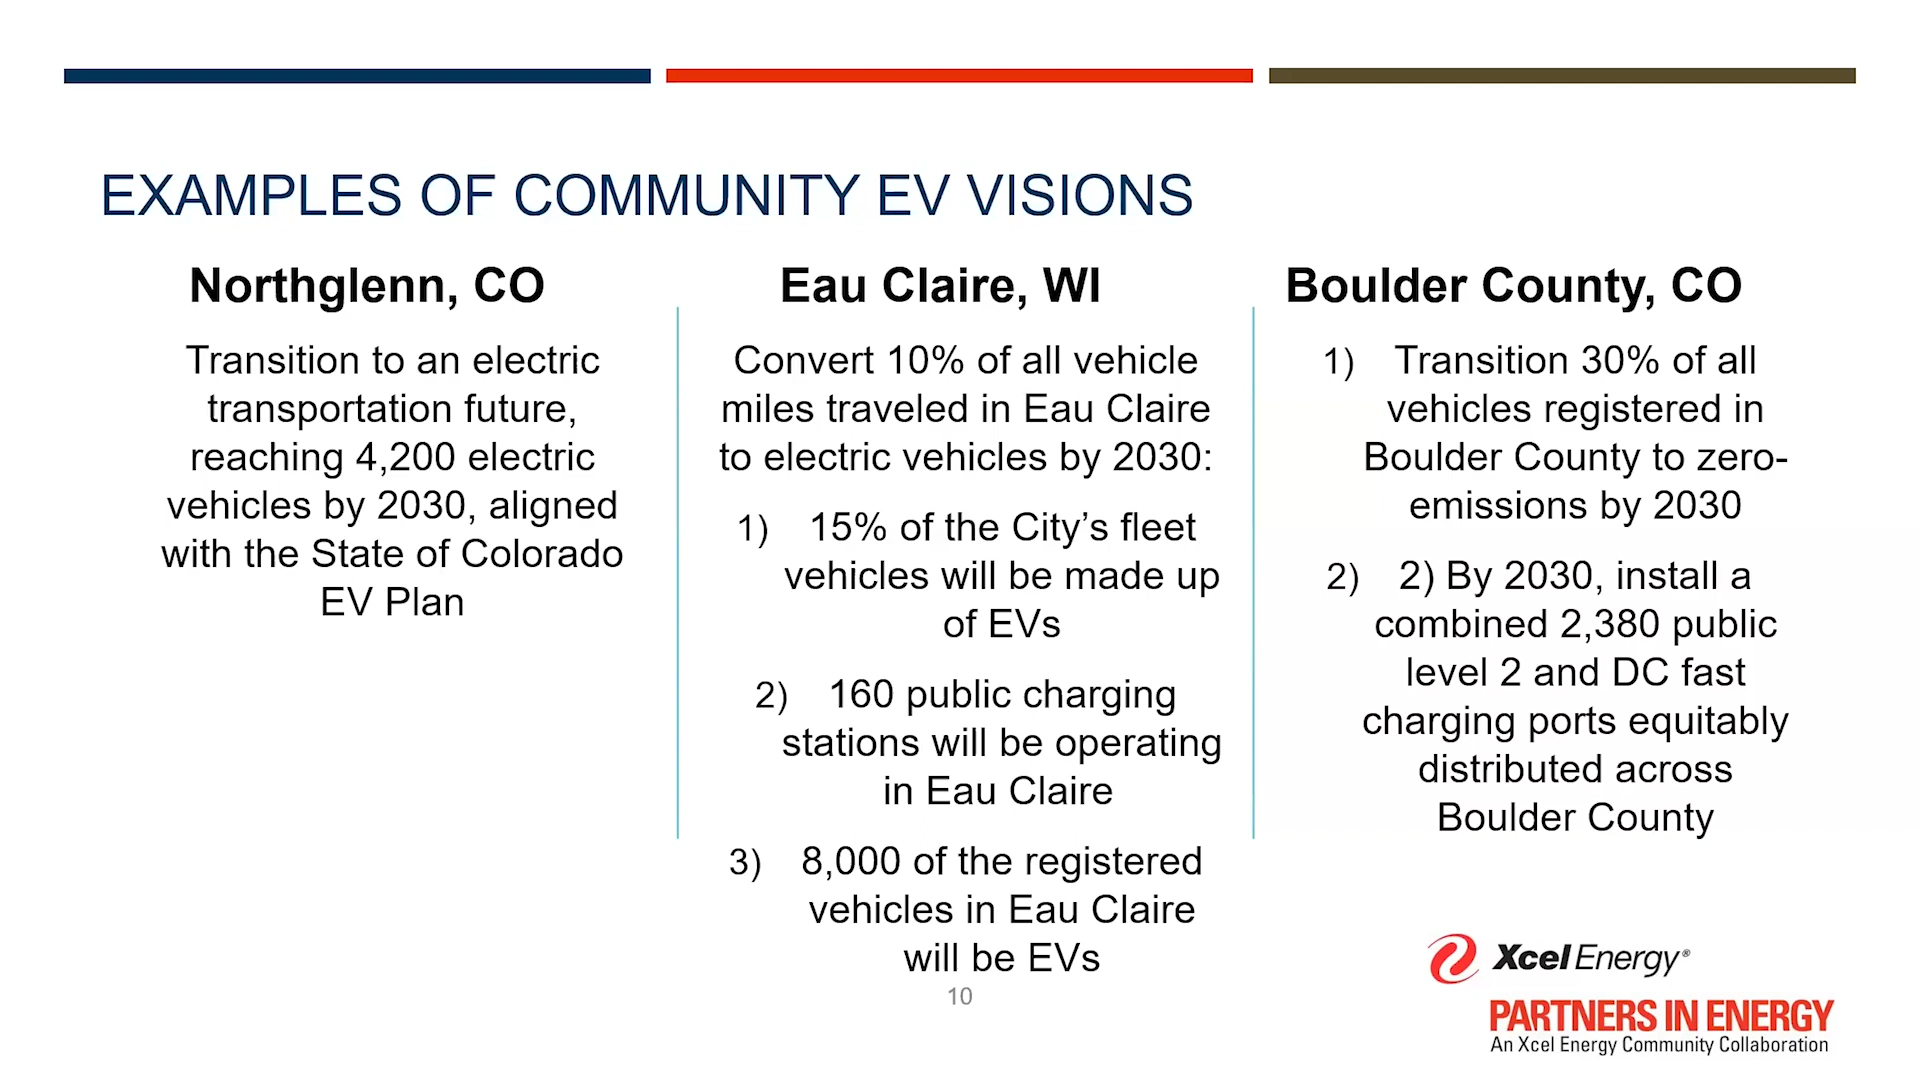 EXAMPLES OF COMMUNITY EV VISIONS
Northglenn, CO
Transition to an electric
transportation future,
reaching 4,200 electric
vehicles by 2030, aligned
with the State of Colorado
EV Plan
Eau Claire, WI
Convert 10% of all vehicle
miles traveled in Eau Claire
to electric vehicles by 2030:
1) 15% of the City’s fleet
vehicles will be made up
of EVs
2) 160 public charging
stations will be operating
in Eau Claire
3) 8,000 of the registered
vehicles in Eau Claire
will be EVs
Boulder County, CO
1) Transition 30% of all
vehicles registered in
Boulder County to zero-
emissions by 2030
2) 2) By 2030, install a
combined 2,380 public
level 2 and DC fast
charging ports equitably
distributed across
Boulder County
10
Xcel Energy®
PARTNERS IN ENERGY
An Xcel Energy Community Collaboration